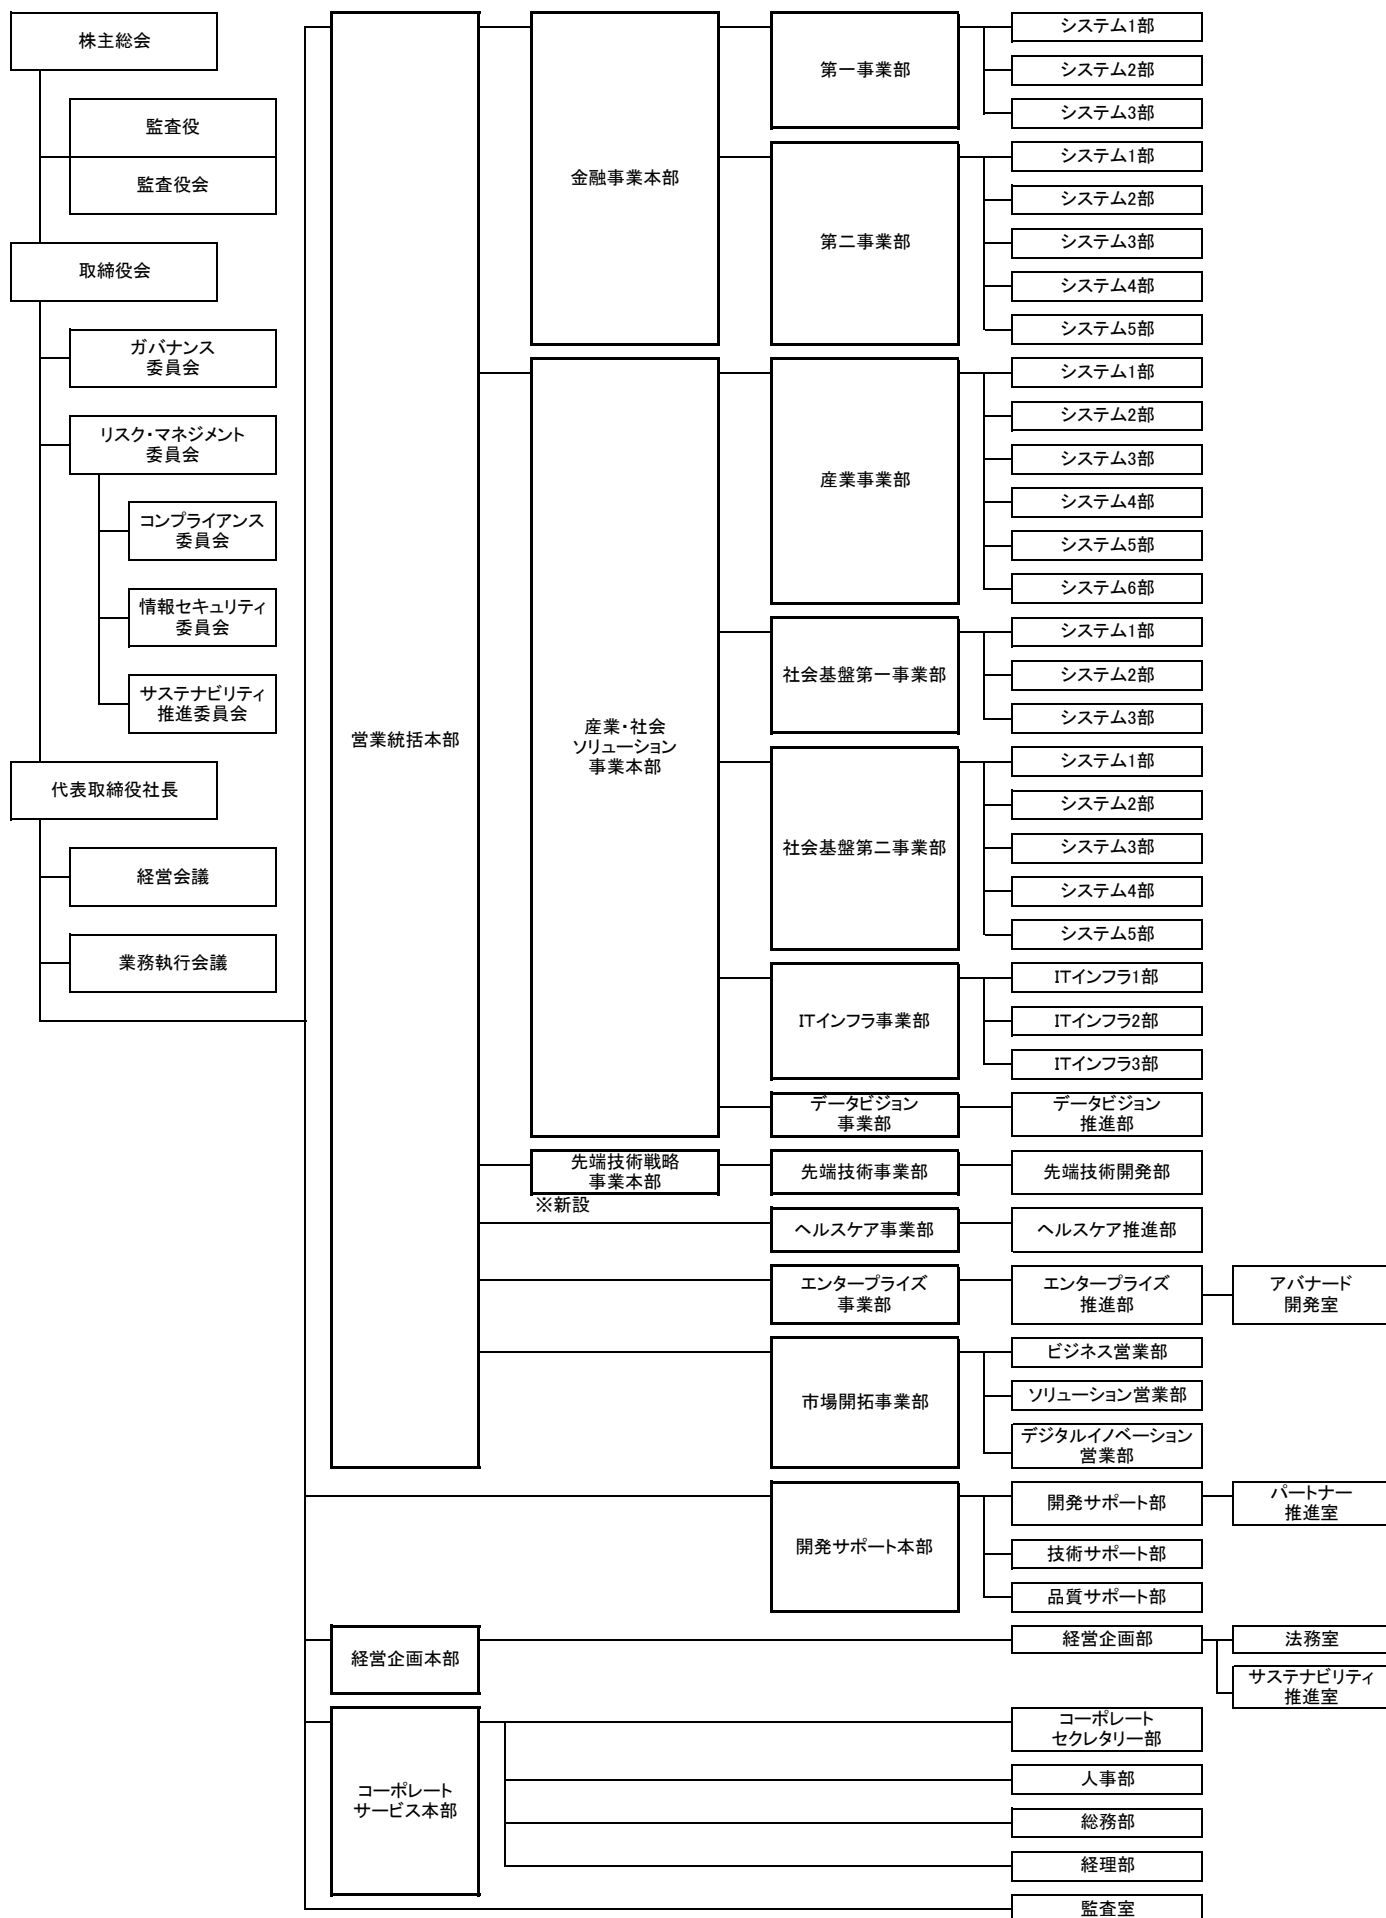 株主総会
監査役
監査役会
取締役会
ガバナンス
委員会
リスク・マネジメント
委員会
コンプライアンス
委員会
情報セキュリティ
委員会
サステナビリティ
推進委員会
代表取締役社長
経営会議
業務執行会議
営業統括本部
金融事業本部
第一事業部
システム1部
システム2部
システム3部
第二事業部
システム1部
システム2部
システム3部
システム4部
システム5部
産業・社会
ソリューション
事業本部
産業事業部
システム1部
システム2部
システム3部
システム4部
システム5部
システム6部
社会基盤第一事業部
システム1部
システム2部
システム3部
社会基盤第二事業部
システム1部
システム2部
システム3部
システム4部
システム5部
ITインフラ事業部
ITインフラ1部
ITインフラ2部
ITインフラ3部
データビジョン
事業部
データビジョン
推進部
先端技術戦略
事業本部
※新設
先端技術事業部
先端技術開発部
ヘルスケア事業部
ヘルスケア推進部
エンタープライズ
事業部
エンタープライズ
推進部
アバナード
開発室
市場開拓事業部
ビジネス営業部
ソリューション営業部
デジタルイノベーション
営業部
開発サポート本部
開発サポート部
パートナー
推進室
技術サポート部
品質サポート部
経営企画本部
経営企画部
法務室
サステナビリティ
推進室
コーポレート
サービス本部
コーポレート
セクレタリー部
人事部
総務部
経理部
監査室